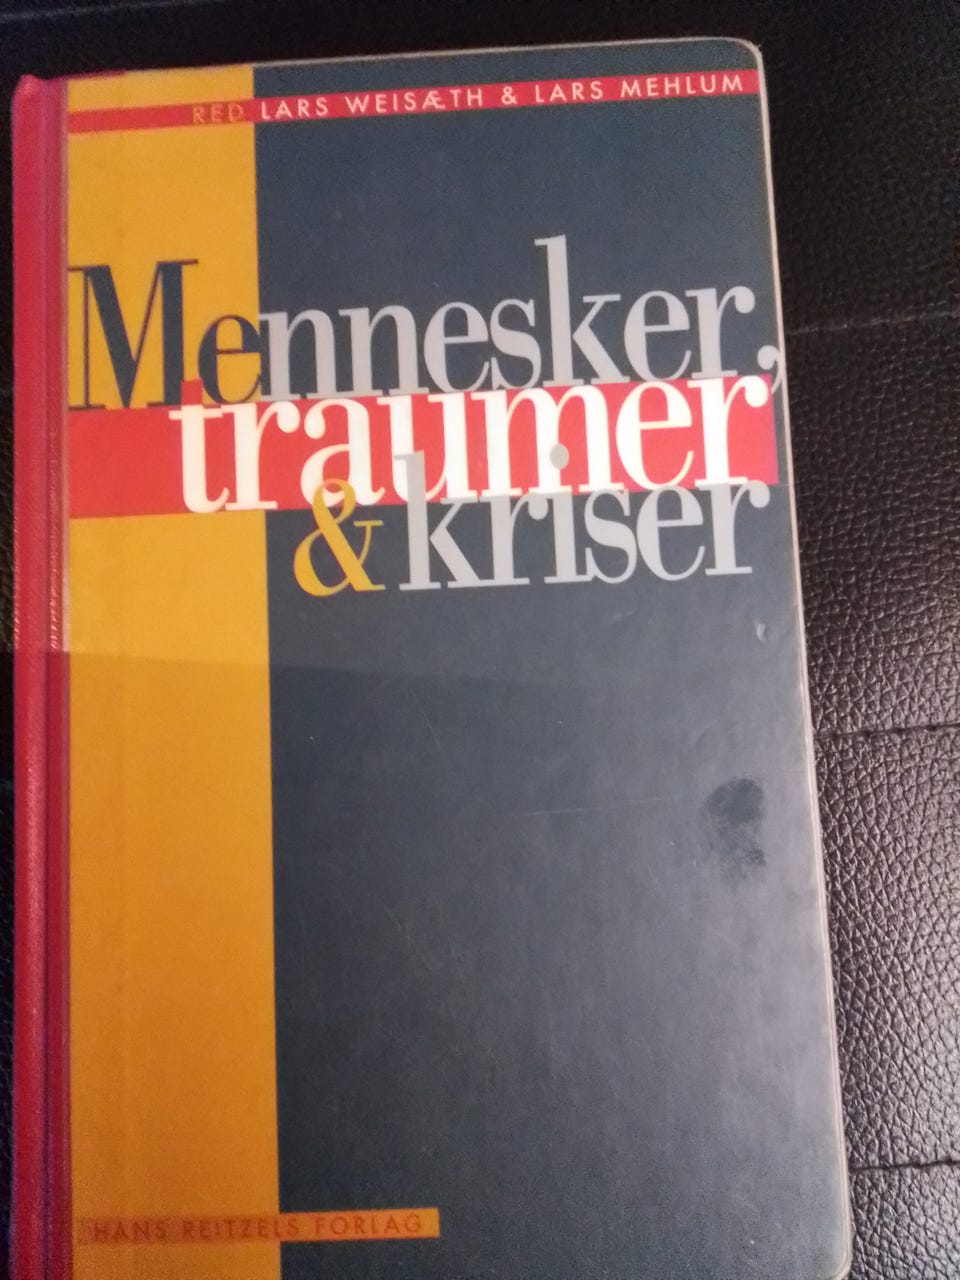 RED. LARS WEISÆTH & LARS MEHLUM
Mennesker,
traumer
& kriser
HANS REITZELS FORLAG